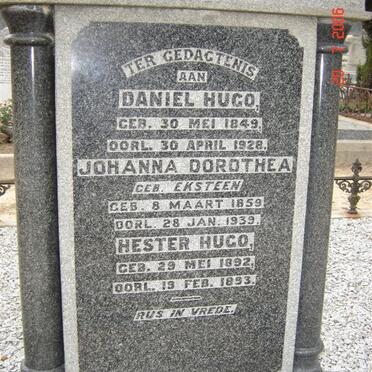 TER GEDAGTENIS
AAN
DANIEL HUGO,
GEB. 30 MEI 1849.
OORL. 30 APRIL 1928.
JOHANNA DOROTHEA
GEB. EKSTEEN
GEB. 8 MAART 1859
OORL. 28 JAN. 1939.
HESTER HUGO,
GEB. 29 MEI 1892.
OORL. 19 FEB. 1893.
RUS IN VREDE.